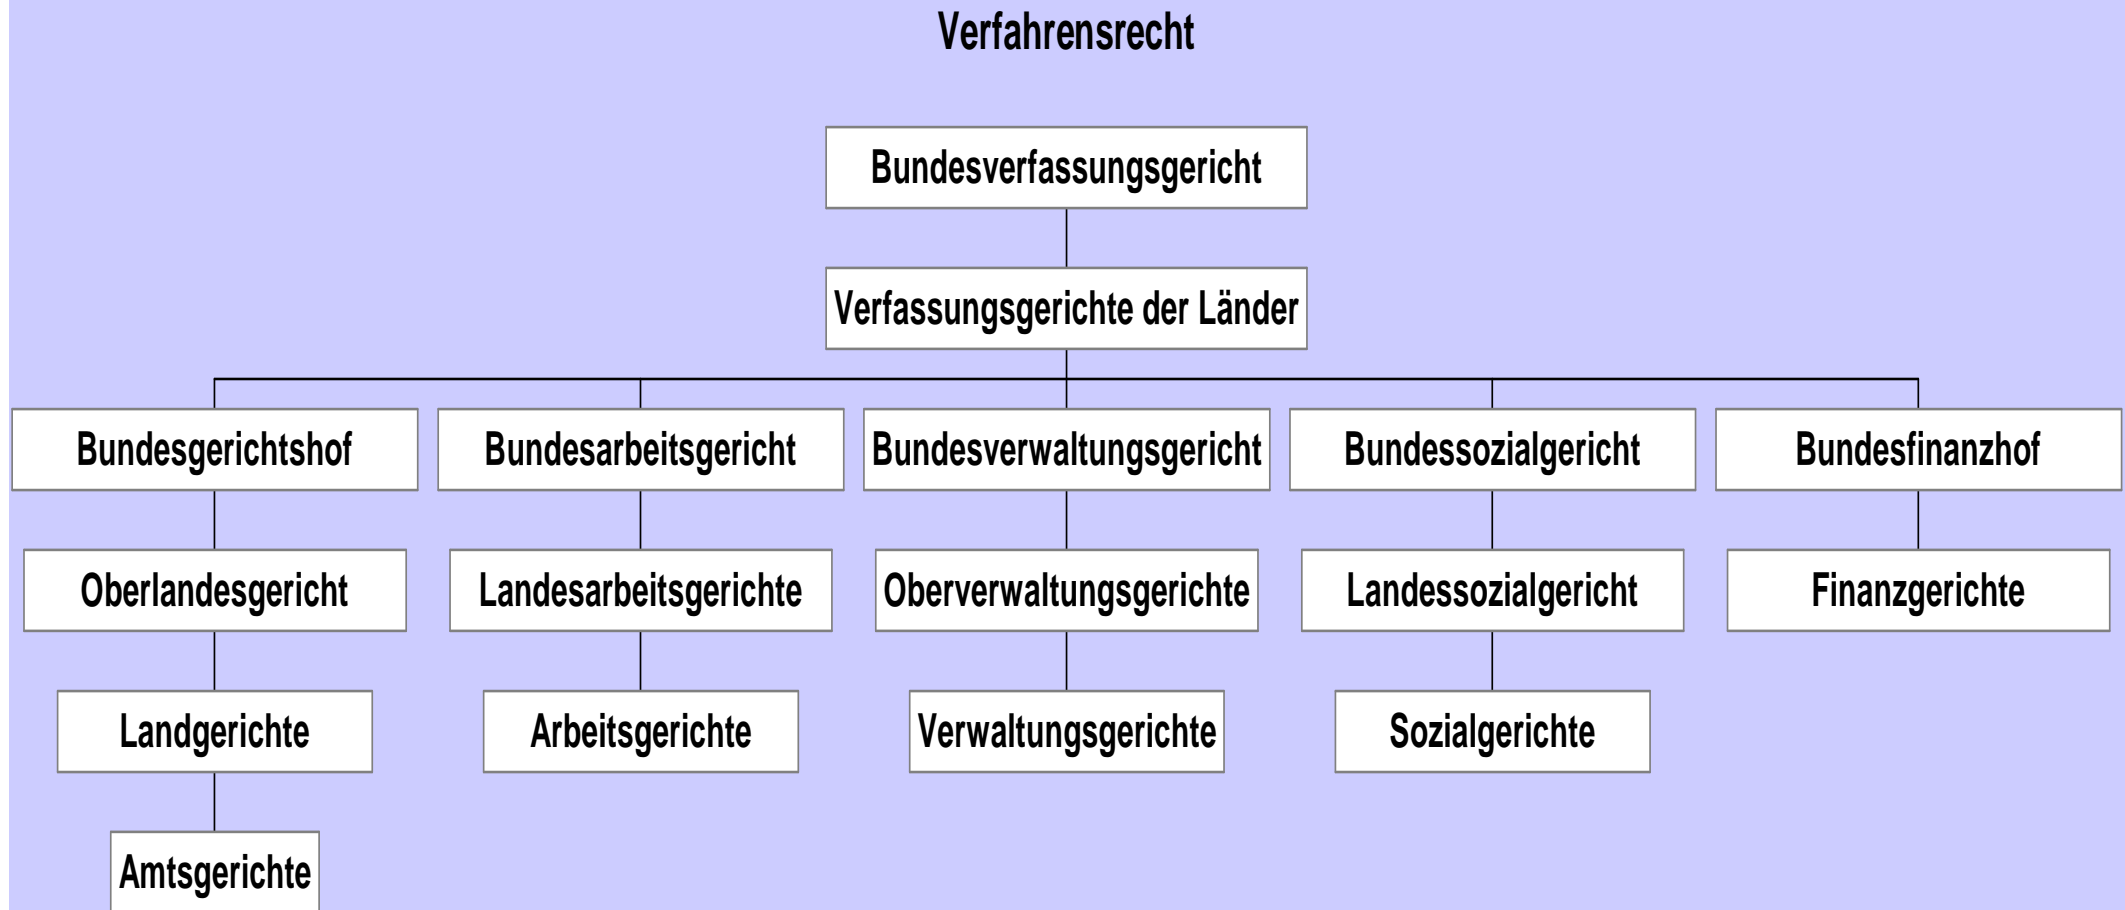 Verfahrensrecht
Bundesverfassungsgericht
Verfassungsgerichte der Länder
Bundesgerichtshof
Bundesarbeitsgericht
Bundesverwaltungsgericht
Bundessozialgericht
Bundesfinanzhof
Oberlandesgericht
Landesarbeitsgerichte
Oberverwaltungsgerichte
Landessozialgericht
Finanzgerichte
Landgerichte
Arbeitsgerichte
Verwaltungsgerichte
Sozialgerichte
Amtsgerichte